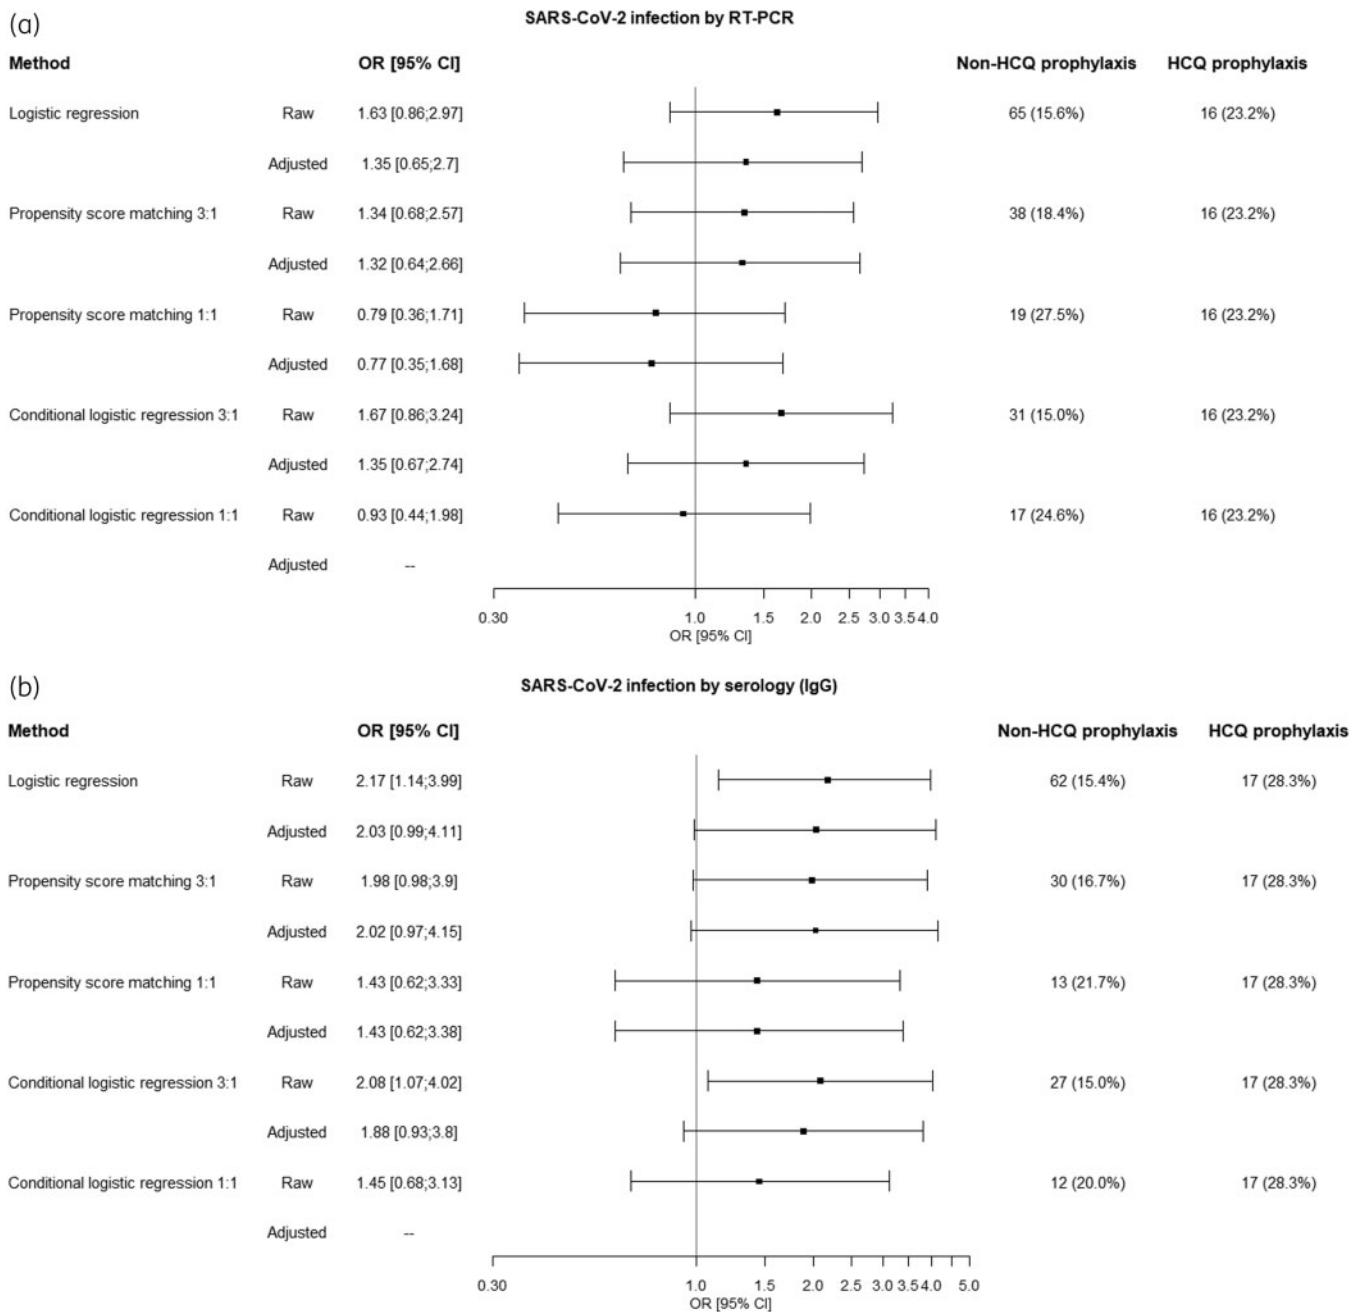 (a)
SARS-CoV-2 infection by RT-PCR
Method OR [95% CI] Non-HCQ prophylaxis HCQ prophylaxis
Logistic regression Raw 1.63 [0.86;2.97] 65 (15.6%) 16 (23.2%)
Adjusted 1.35 [0.65;2.7]
Propensity score matching 3:1 Raw 1.34 [0.68;2.57] 38 (18.4%) 16 (23.2%)
Adjusted 1.32 [0.64;2.66]
Propensity score matching 1:1 Raw 0.79 [0.36;1.71] 19 (27.5%) 16 (23.2%)
Adjusted 0.77 [0.35;1.68]
Conditional logistic regression 3:1 Raw 1.67 [0.86;3.24] 31 (15.0%) 16 (23.2%)
Adjusted 1.35 [0.67;2.74]
Conditional logistic regression 1:1 Raw 0.93 [0.44;1.98] 17 (24.6%) 16 (23.2%)
Adjusted --
0.30 1.0 1.5 2.0 2.5 3.0 3.5 4.0
OR [95% CI]
(b)
SARS-CoV-2 infection by serology (IgG)
Method OR [95% CI] Non-HCQ prophylaxis HCQ prophylaxis
Logistic regression Raw 2.17 [1.14;3.99] 62 (15.4%) 17 (28.3%)
Adjusted 2.03 [0.99;4.11]
Propensity score matching 3:1 Raw 1.98 [0.98;3.9] 30 (16.7%) 17 (28.3%)
Adjusted 2.02 [0.97;4.15]
Propensity score matching 1:1 Raw 1.43 [0.62;3.33] 13 (21.7%) 17 (28.3%)
Adjusted 1.43 [0.62;3.38]
Conditional logistic regression 3:1 Raw 2.08 [1.07;4.02] 27 (15.0%) 17 (28.3%)
Adjusted 1.88 [0.93;3.8]
Conditional logistic regression 1:1 Raw 1.45 [0.68;3.13] 12 (20.0%) 17 (28.3%)
Adjusted --
0.30 1.0 1.5 2.0 2.5 3.0 3.5 4.0 5.0
OR [95% CI]